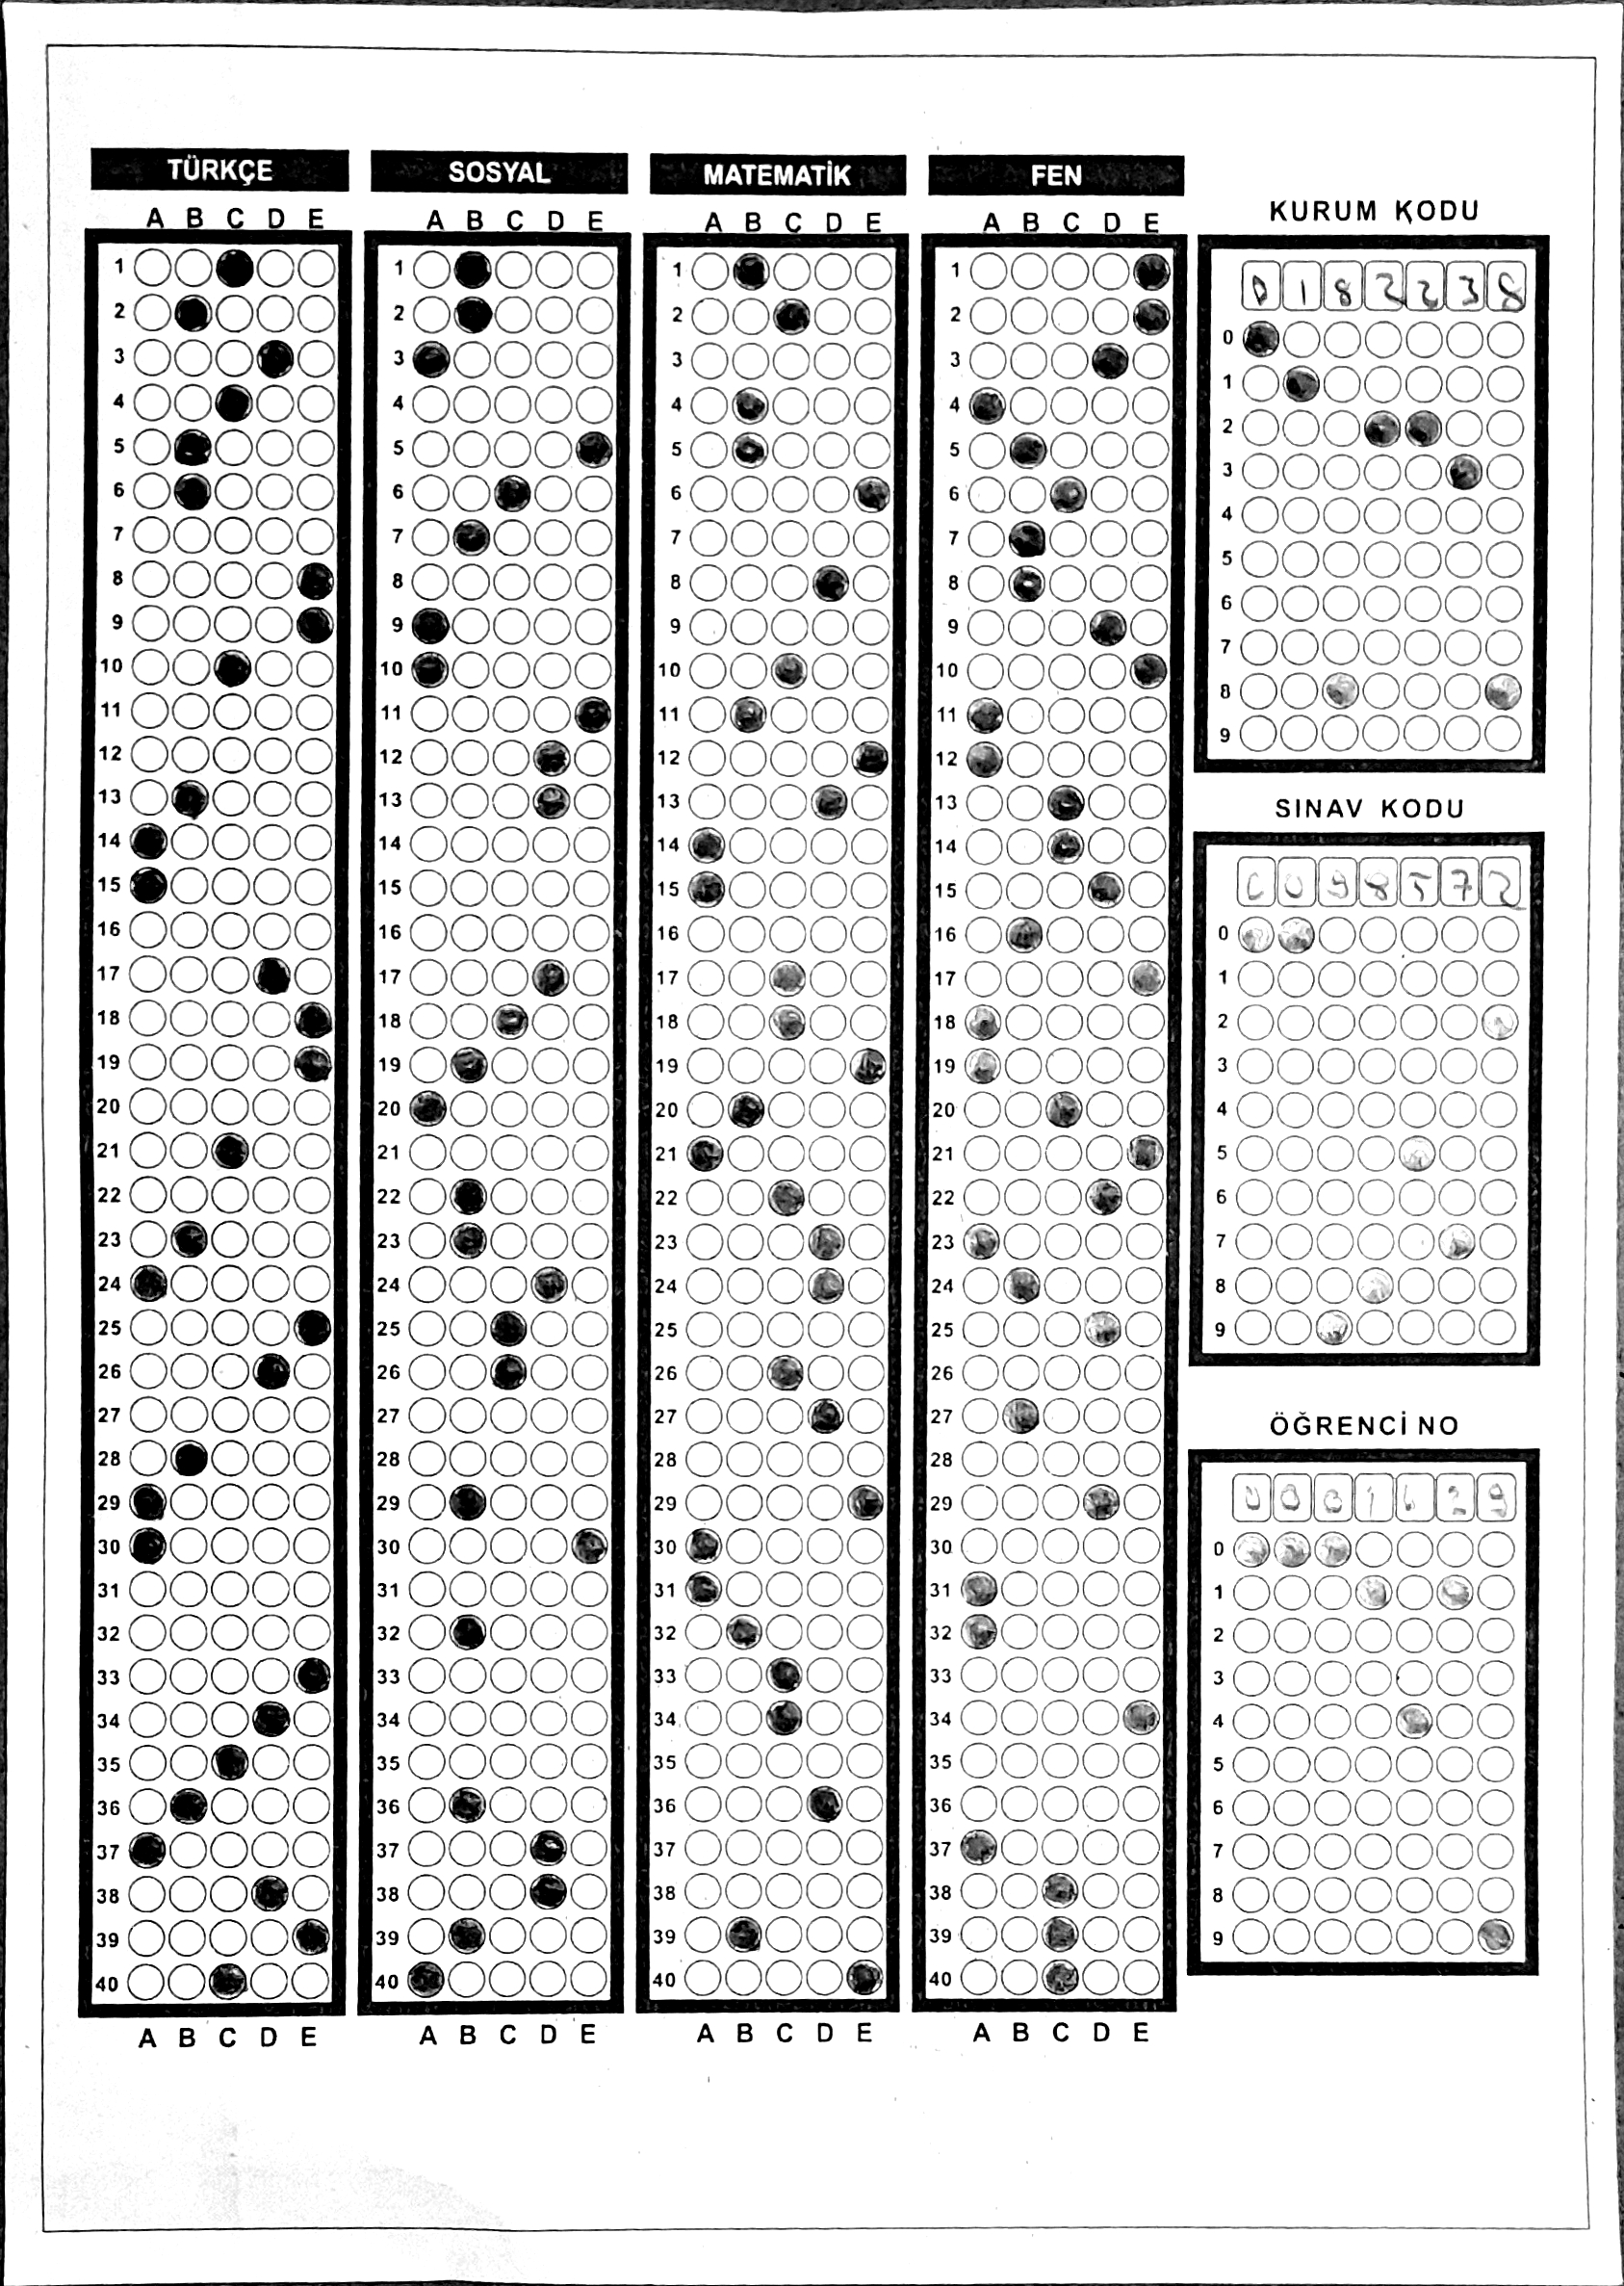 TÜRKÇE SOSYAL MATEMATİK FEN
KURUM KODU
A B C D E A B C D E A B C D E A B C D E
0 1 8 2 2 3 8
1 1 1 1
2 2 2 2
3 3 3 3
4 4 4 4
5 5 5 5
6 6 6 6
7 7 7 7
8 8 8 8
9 9 9 9
10 10 10 10
11 11 11 11
12 12 12 12
13 13 13 13
14 14 14 14
15 15 15 15
16 16 16 16
17 17 17 17
18 18 18 18
19 19 19 19
20 20 20 20
21 21 21 21
22 22 22 22
23 23 23 23
24 24 24 24
25 25 25 25
26 26 26 26
27 27 27 27
28 28 28 28
29 29 29 29
30 30 30 30
31 31 31 31
32 32 32 32
33 33 33 33
34 34 34 34
35 35 35 35
36 36 36 36
37 37 37 37
38 38 38 38
39 39 39 39
40 40 40 40
A B C D E A B C D E A B C D E A B C D E
0
1
2
3
4
5
6
7
8
9
SINAV KODU
0 0 9 8 5 7 2
0
1
2
3
4
5
6
7
8
9
ÖĞRENCİ NO
0 0 0 1 6 2 9
0
1
2
3
4
5
6
7
8
9